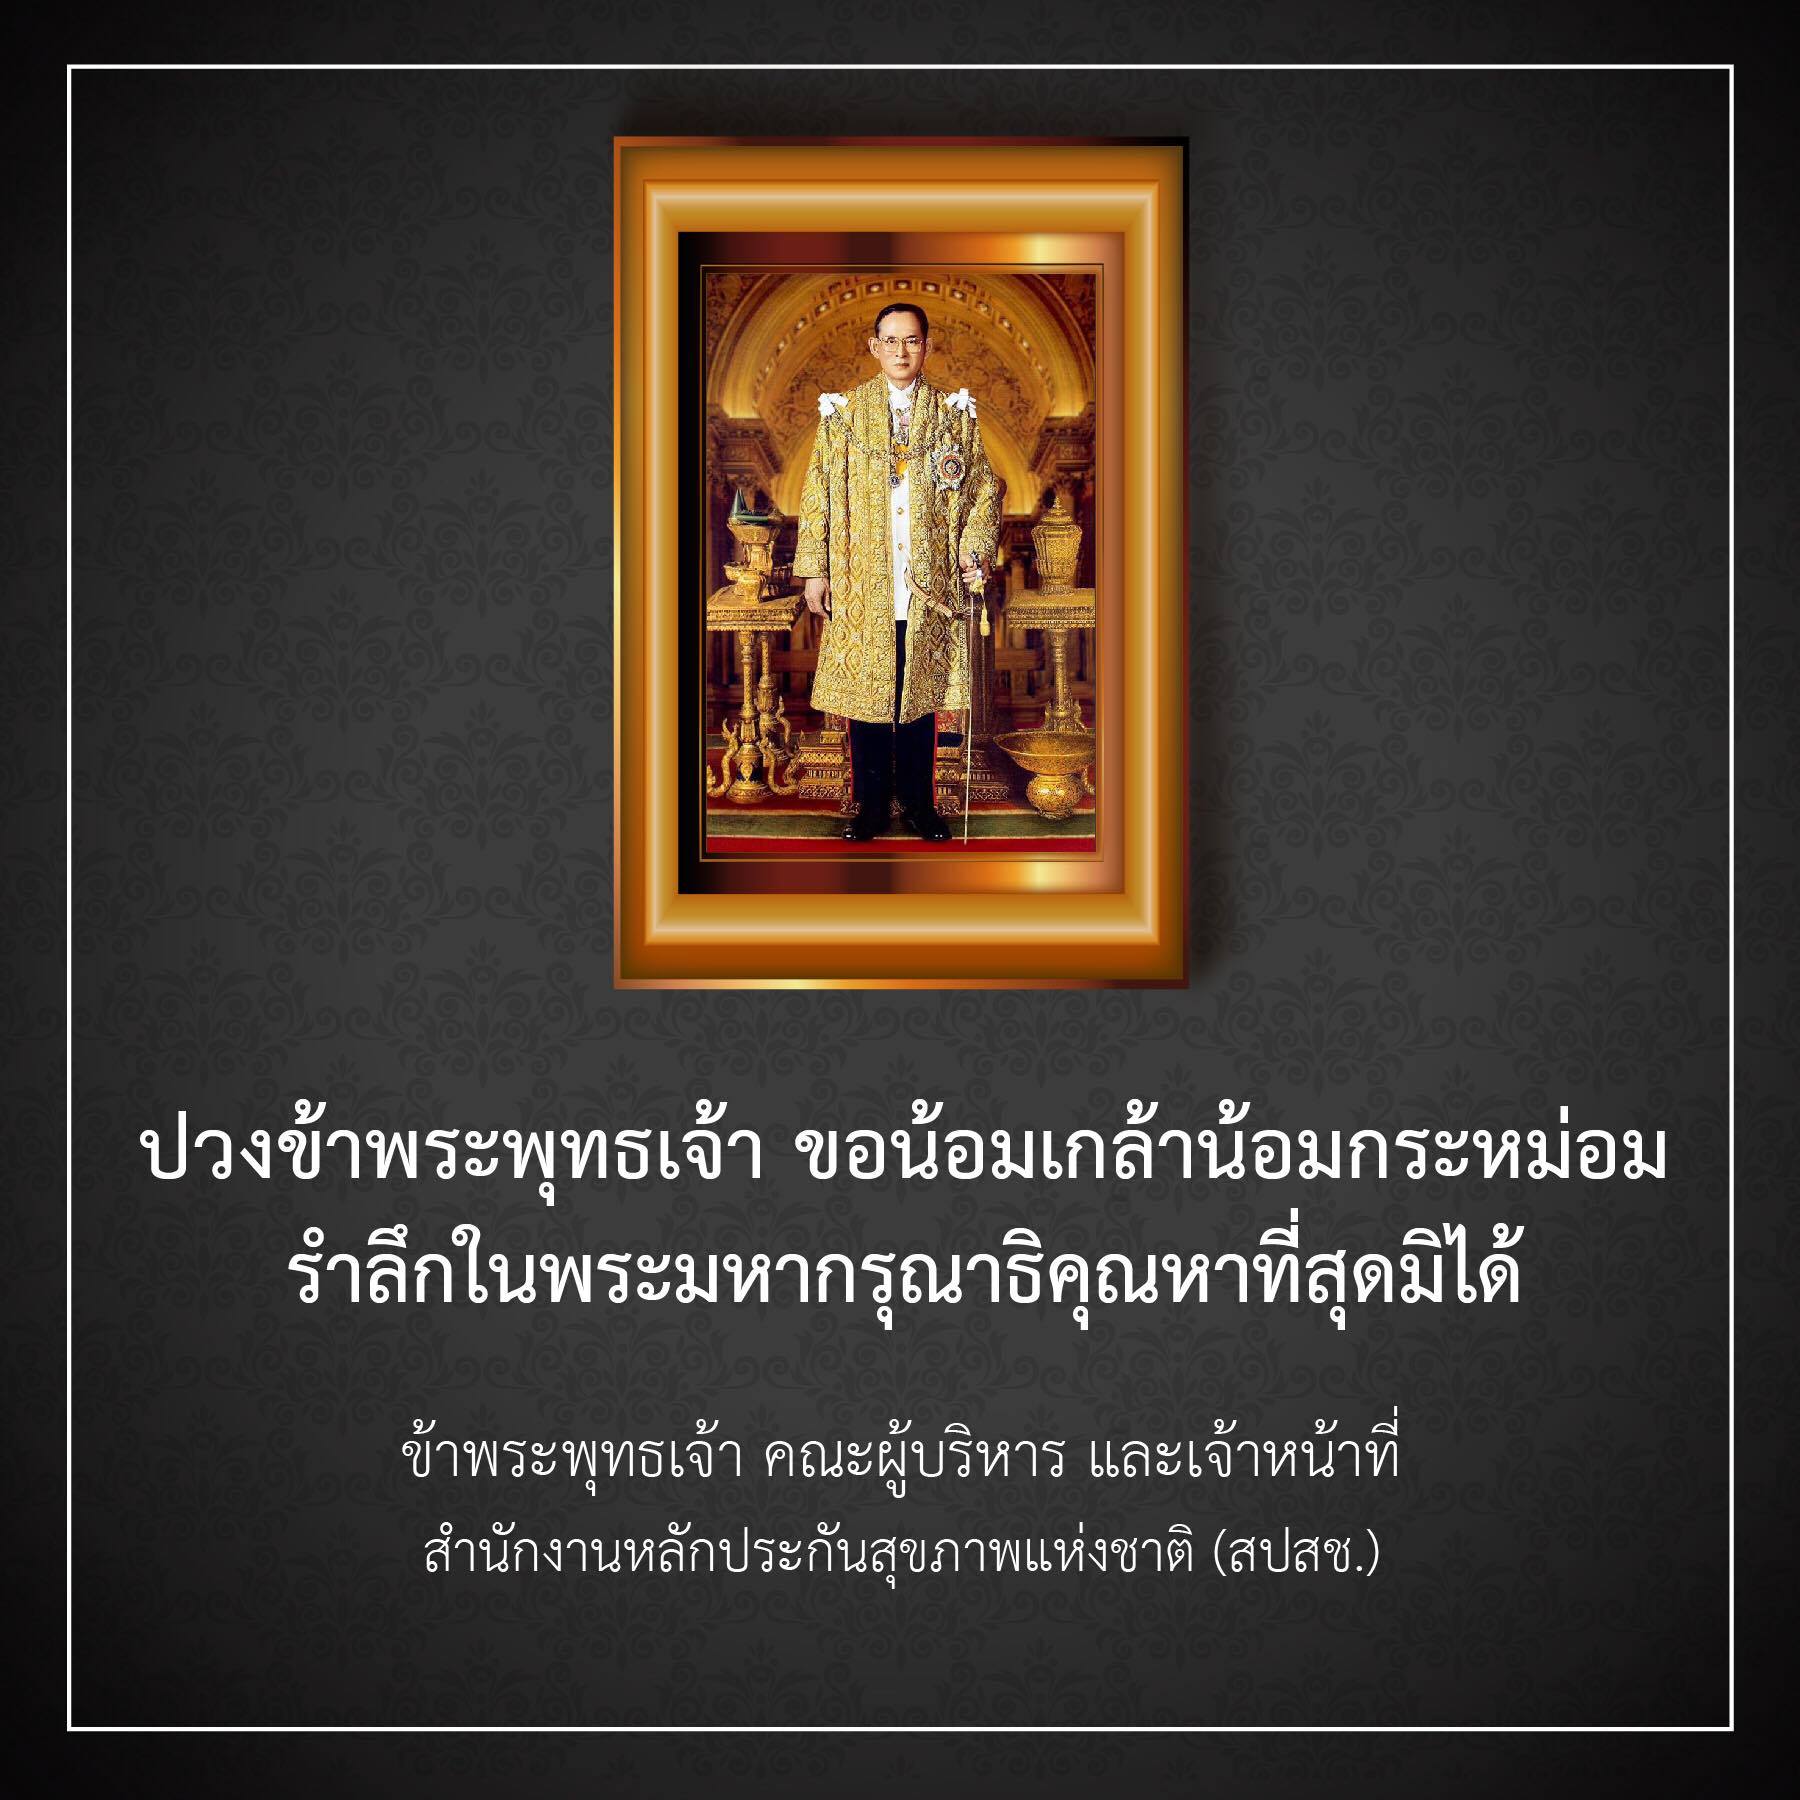 ปวงข้าพระพุทธเจ้า ขอน้อมเกล้าน้อมกระหม่อม
รำลึกในพระมหากรุณาธิคุณหาที่สุดมิได้
ข้าพระพุทธเจ้า คณะผู้บริหาร และเจ้าหน้าที่
สำนักงานหลักประกันสุขภาพแห่งชาติ (สปสช.)